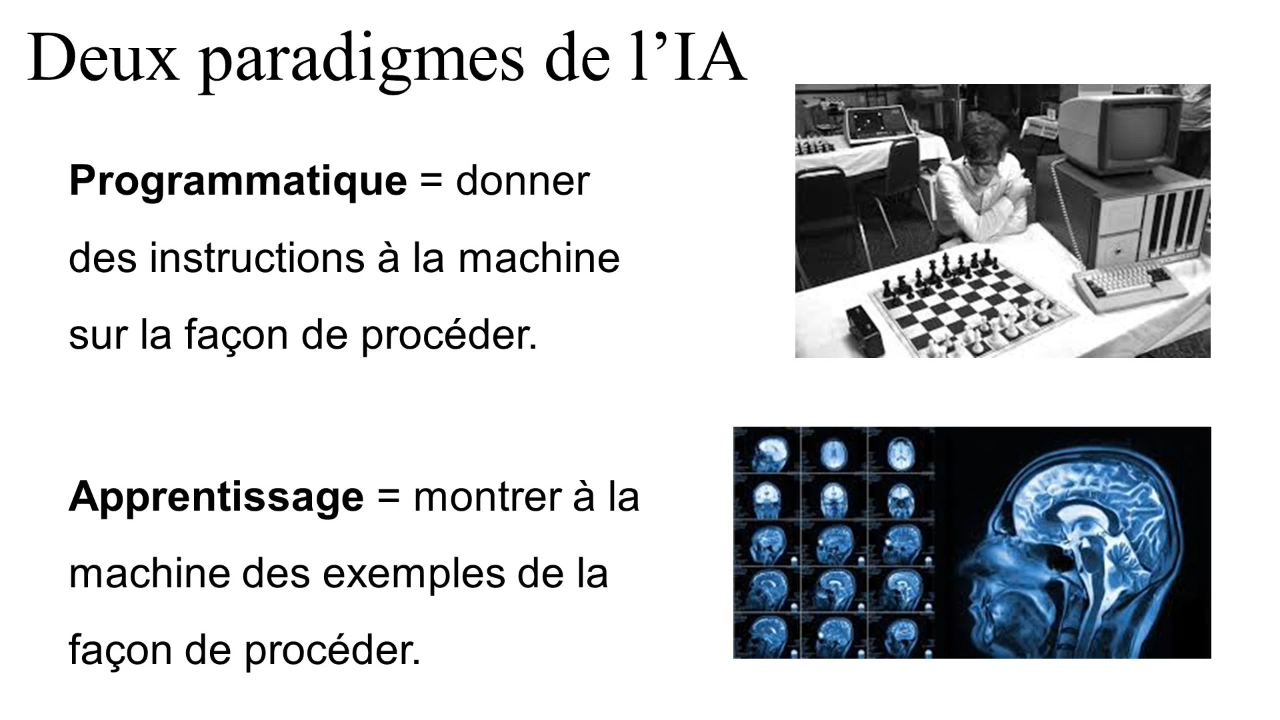 Deux paradigmes de l’IA
Programmatique = donner
des instructions à la machine
sur la façon de procéder.
Apprentissage = montrer à la
machine des exemples de la
façon de procéder.